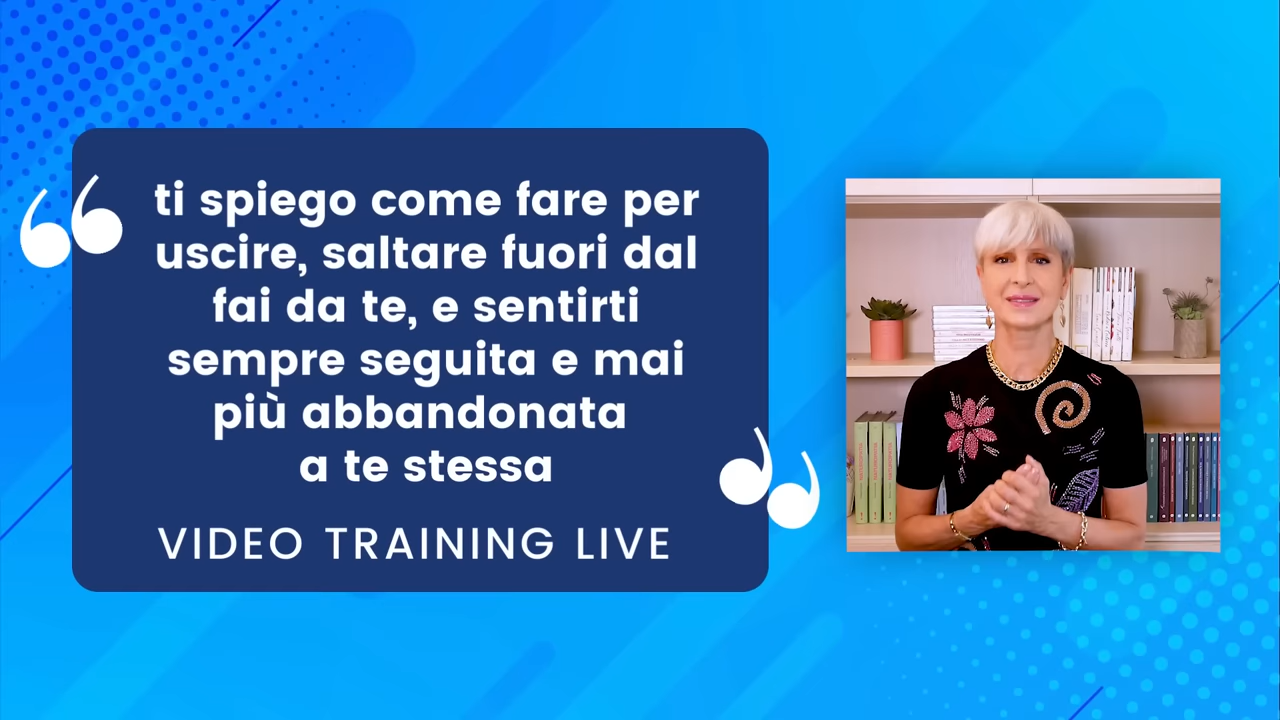 ti spiego come fare per
uscire, saltare fuori dal
fai da te, e sentirti
sempre seguita e mai
più abbandonata
a te stessa
VIDEO TRAINING LIVE